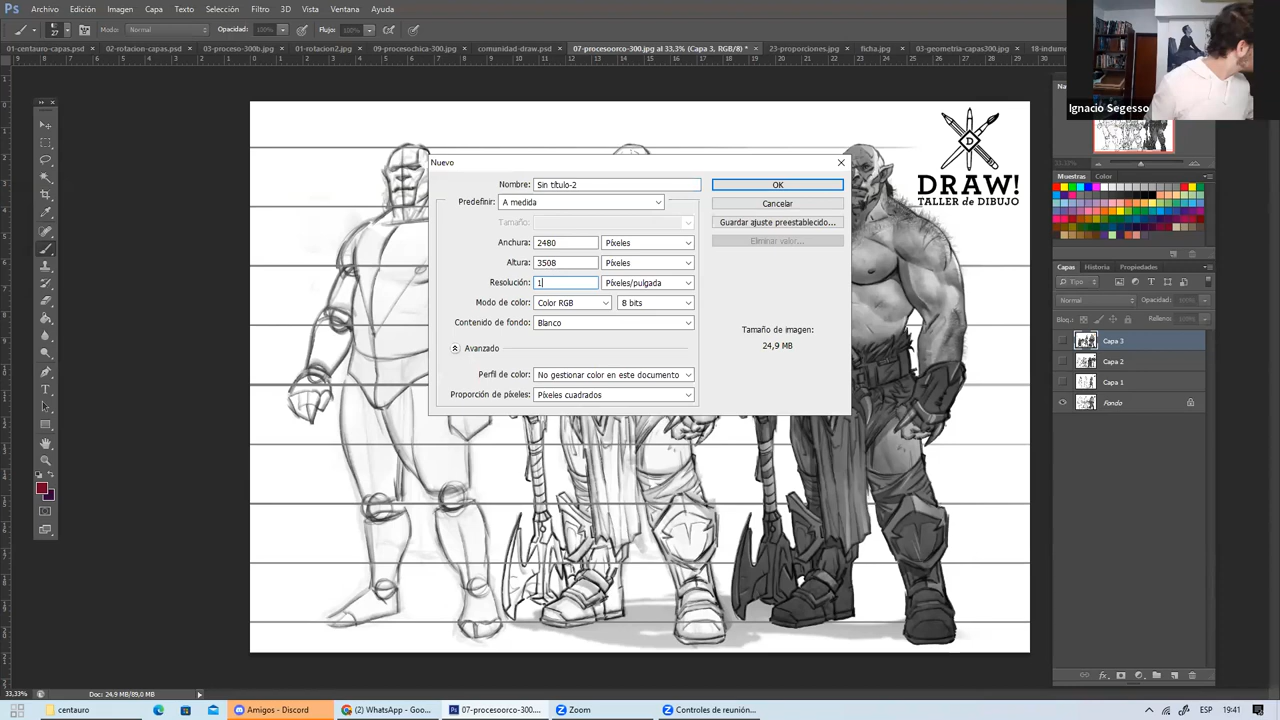 Ps Archivo Edición Imagen Capa Texto Selección Filtro 3D Vista Ventana Ayuda
27 Modo: Normal Opacidad: 100% Flujo: 100%
01-centauro-capas.psd × 02-rotacion-capas.psd × 03-proceso-300b.jpg × 01-rotacion2.jpg × 09-procesochica-300.jpg × comunidad-draw.psd × 07-procesoorco-300.jpg al 33,3% (Capa 3, RGB/8) * × 23-proporciones.jpg × ficha.jpg × 03-geometria-capas300.jpg ×
Ignacio Segesso
D
DRAW!
TALLER de DIBUJO
Nuevo
Nombre: Sin título-2 OK
Predefinir: A medida Cancelar
Tamaño: Guardar ajuste preestablecido...
Anchura: 2480 Píxeles Eliminar valor...
Altura: 3508 Píxeles
Resolución: 1 Píxeles/pulgada
Modo de color: Color RGB 8 bits
Contenido de fondo: Blanco Tamaño de imagen:
24,9 MB
Avanzado
Perfil de color: No gestionar color en este documento
Proporción de píxeles: Píxeles cuadrados
Muestras Color
Capas Historia Propiedades
Tipo
Normal Opacidad: 100%
Bloq.: Relleno: 100%
Capa 3
Capa 2
Capa 1
Fondo
33,33% Doc: 24,9 MB/89,0 MB
centauro Amigos - Discord (2) WhatsApp - Goo... 07-procesoorco-300.... Zoom Controles de reunión... ESP 19:41